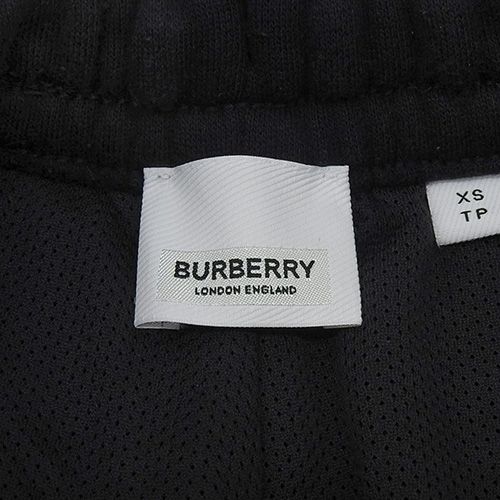 BURBERRY
LONDON ENGLAND
XS
TP